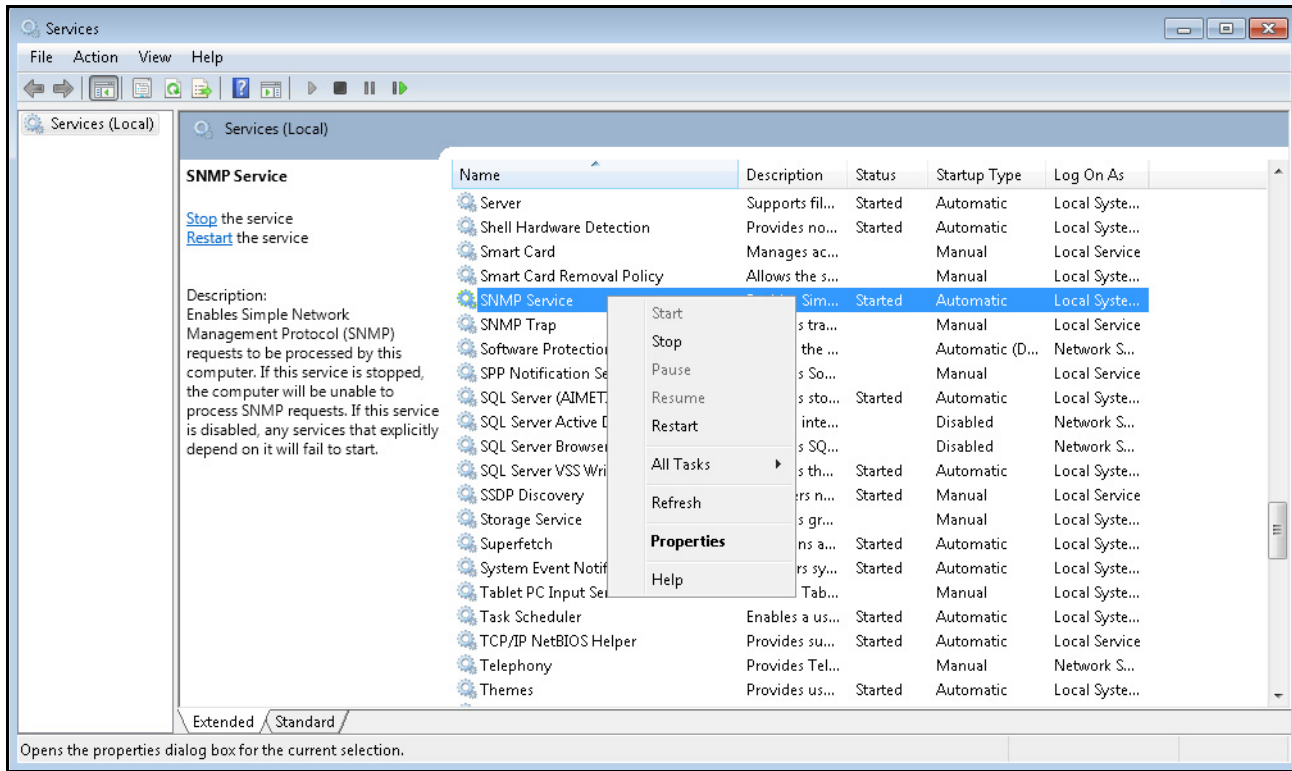 Services
File Action View Help
Services (Local)
Services (Local)
SNMP Service
Stop the service
Restart the service
Description:
Enables Simple Network
Management Protocol (SNMP)
requests to be processed by this
computer. If this service is stopped,
the computer will be unable to
process SNMP requests. If this service
is disabled, any services that explicitly
depend on it will fail to start.
Name Description Status Startup Type Log On As
Server Supports fil... Started Automatic Local Syste...
Shell Hardware Detection Provides no... Started Automatic Local Syste...
Smart Card Manages ac... Manual Local Service
Smart Card Removal Policy Allows the s... Manual Local Syste...
SNMP Service Sim... Started Automatic Local Syste...
SNMP Trap s tra... Manual Local Service
Software Protection the ... Automatic (D... Network S...
SPP Notification Se s So... Manual Local Service
SQL Server (AIMET s sto... Started Automatic Local Syste...
SQL Server Active D inte... Disabled Network S...
SQL Server Browser s SQ... Disabled Network S...
SQL Server VSS Wri s th... Started Automatic Local Syste...
SSDP Discovery rs n... Started Manual Local Service
Storage Service s gr... Manual Local Syste...
Superfetch ns a... Started Automatic Local Syste...
System Event Notif rs sy... Started Automatic Local Syste...
Tablet PC Input Ser Tab... Manual Local Syste...
Task Scheduler Enables a us... Started Automatic Local Syste...
TCP/IP NetBIOS Helper Provides su... Started Automatic Local Service
Telephony Provides Tel... Manual Network S...
Themes Provides us... Started Automatic Local Syste...
Start
Stop
Pause
Resume
Restart
All Tasks
Refresh
Properties
Help
Extended Standard
Opens the properties dialog box for the current selection.